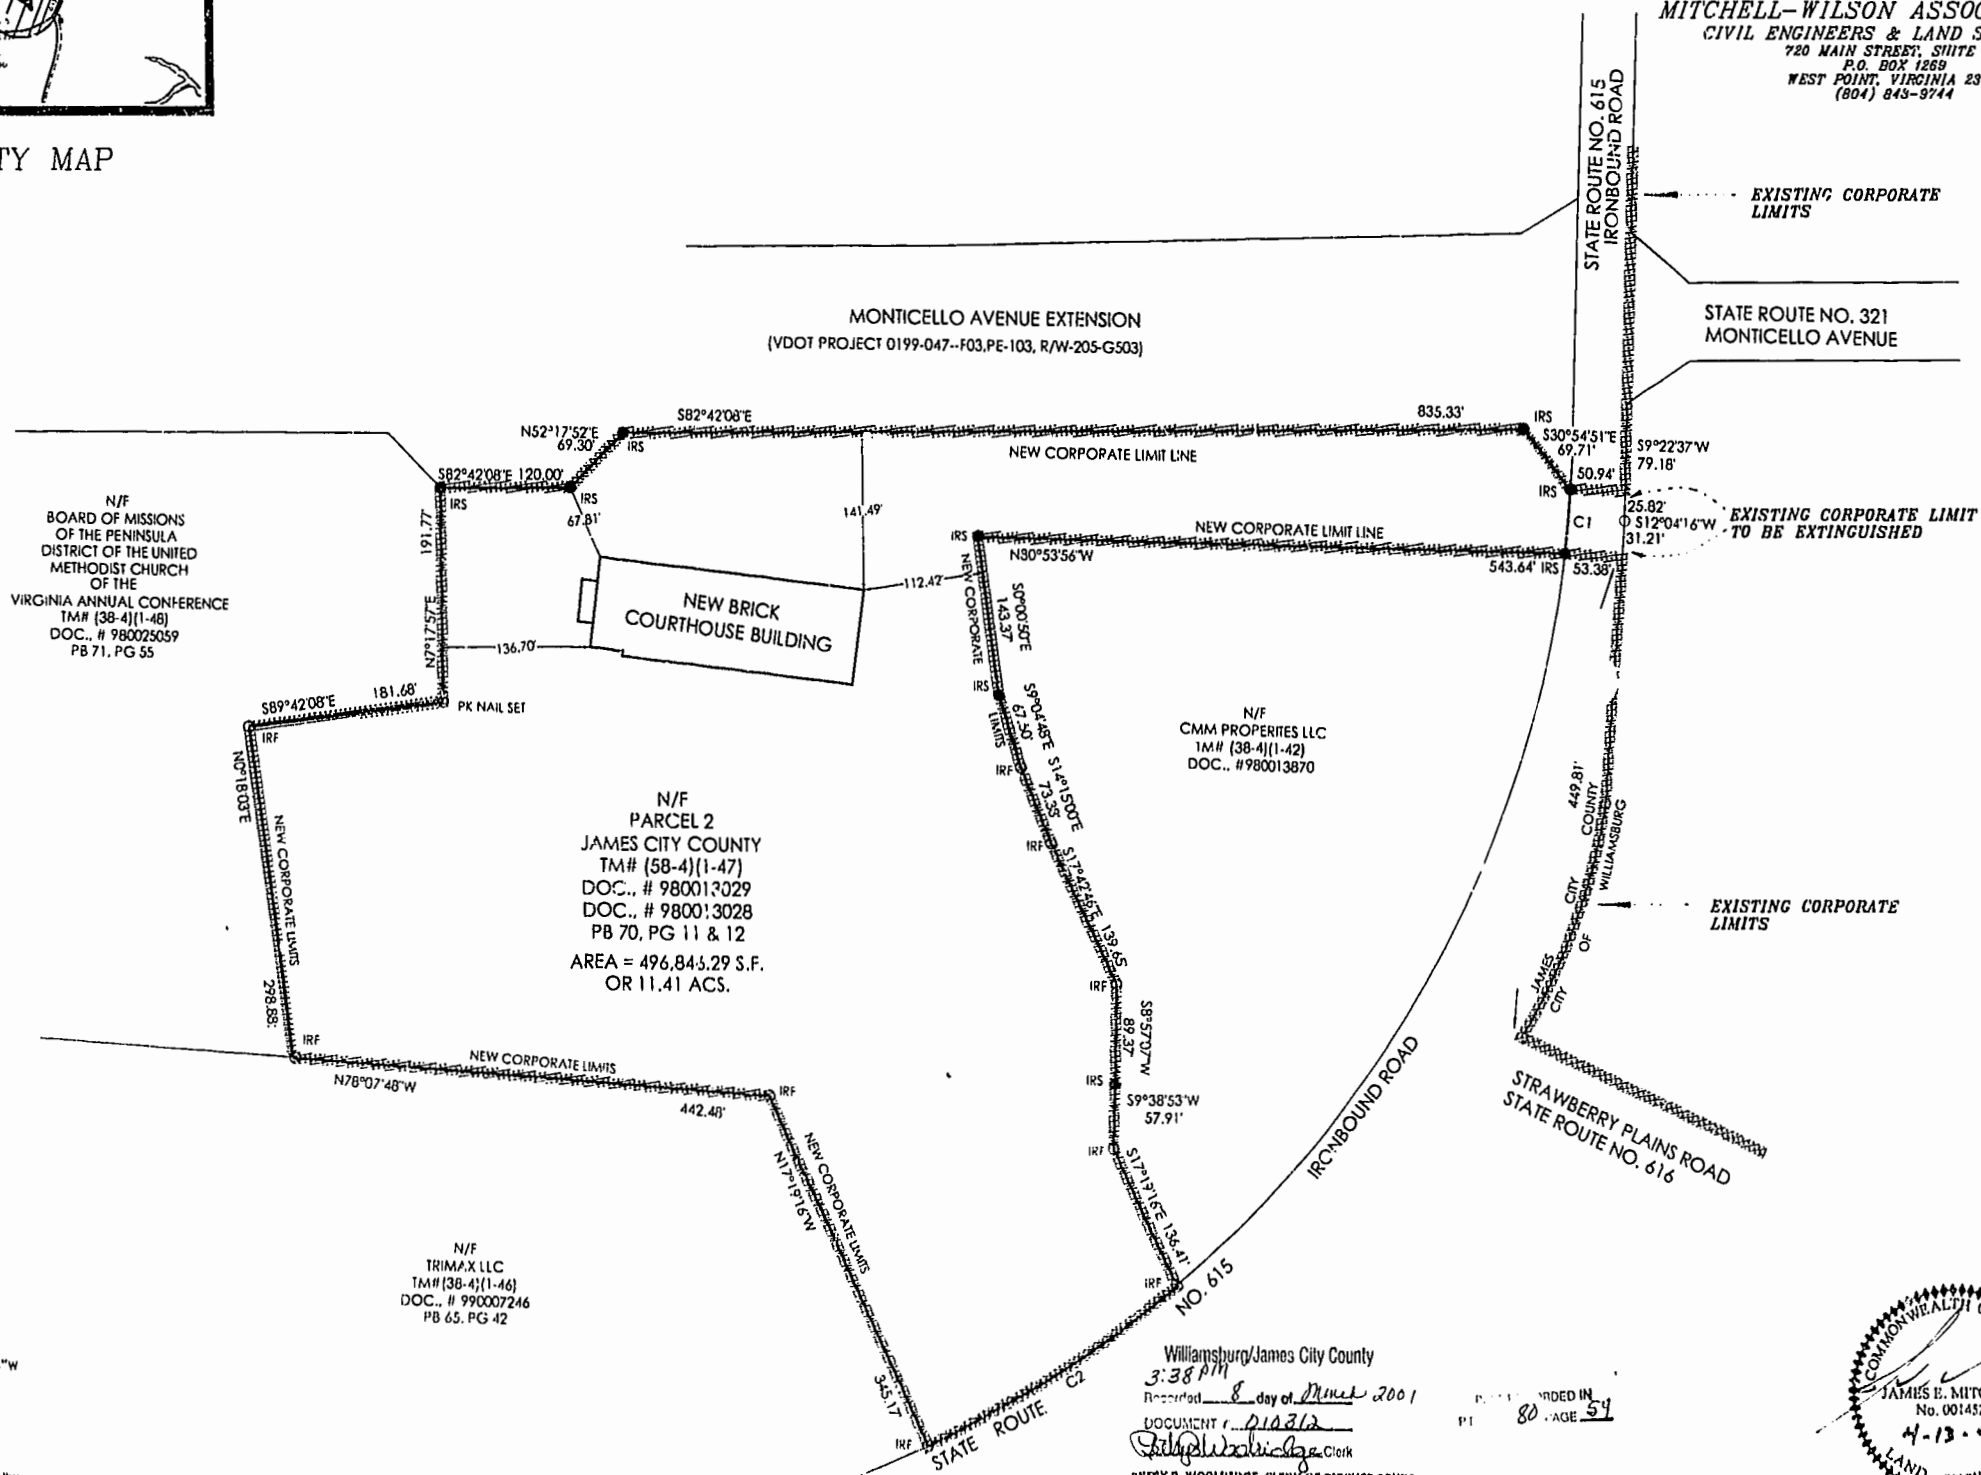 MITCHELL-WILSON
CIVIL ENGINEERS & LAND
720 MAIN STREET, SUITE
P.O. BOX 1269
WEST POINT, VIRGINIA
(804) 843-9744
MAP
STATE ROUTE NO. 615
IRONBOUND ROAD
EXISTING CORPORATE
LIMITS
STATE ROUTE NO. 321
MONTICELLO AVENUE
MONTICELLO AVENUE EXTENSION
(VDOT PROJECT 0199-047--F03,PE-103, R/W-205-G503)
S82°42'08"E
835.33'
IRS
N52°17'52"E
69.30'
IRS
NEW CORPORATE LIMIT LINE
S30°54'51"E
69.71'
S9°22'37"W
79.18'
S82°42'08"E 120.00'
IRS
IRS
67.81'
141.49'
50.94'
IRS
C1
25.82'
S12°04'16"W
31.21'
EXISTING CORPORATE LIMIT
TO BE EXTINGUISHED
N/F
BOARD OF MISSIONS
OF THE PENINSULA
DISTRICT OF THE UNITED
METHODIST CHURCH
OF THE
VIRGINIA ANNUAL CONFERENCE
TM# (38-4)(1-48)
DOC., # 980025059
PB 71, PG 55
191.77'
N7°17'57"E
NEW CORPORATE LIMIT LINE
IRS
N80°53'56"W
543.64' IRS
53.38'
112.42'
NEW BRICK
COURTHOUSE BUILDING
136.70'
NEW CORPORATE
LIMITS
S0°00'50"E
143.37'
IRS
S9°04'48"E
67.50'
IRF
S14°15'00"E
73.33'
IRF
S89°42'08"E
181.68'
PK NAIL SET
IRF
N0°18'03"E
NEW CORPORATE LIMITS
298.88'
N/F
CMM PROPERITES LLC
TM# (38-4)(1-42)
DOC., #980013870
N/F
PARCEL 2
JAMES CITY COUNTY
TM# (58-4)(1-47)
DOC., # 980013029
DOC., # 980013028
PB 70, PG 11 & 12
AREA = 496,845.29 S.F.
OR 11.41 ACS.
S17°42'46"E 139.65'
IRF
449.81'
JAMES CITY COUNTY
CITY OF WILLIAMSBURG
EXISTING CORPORATE
LIMITS
S8°57'07"W
89.37'
IRS
S9°38'53"W
57.91'
IRF
IRF
NEW CORPORATE LIMITS
N78°07'48"W
442.48'
IRF
NEW CORPORATE LIMITS
N17°19'16"W
345.17'
IRF
S17°19'16"E 136.41'
IRF
IRONBOUND ROAD
STRAWBERRY PLAINS ROAD
STATE ROUTE NO. 616
N/F
TRIMAX LLC
TM#(38-4)(1-46)
DOC., # 990007246
PB 65, PG 42
STATE ROUTE
C2
NO. 615
Williamsburg/James City County
3:38 PM
Recorded 8 day of March 2001
DOCUMENT # 010312
Clerk
80 PAGE 54
COMMONWEALTH
JAMES E.
No.
LAND